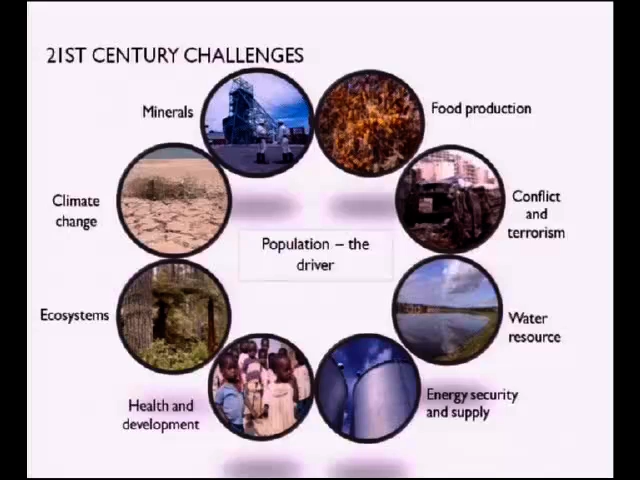 21ST CENTURY CHALLENGES
Minerals
Food production
Climate
change
Conflict
and
terrorism
Population – the
driver
Ecosystems
Water
resource
Health and
development
Energy security
and supply